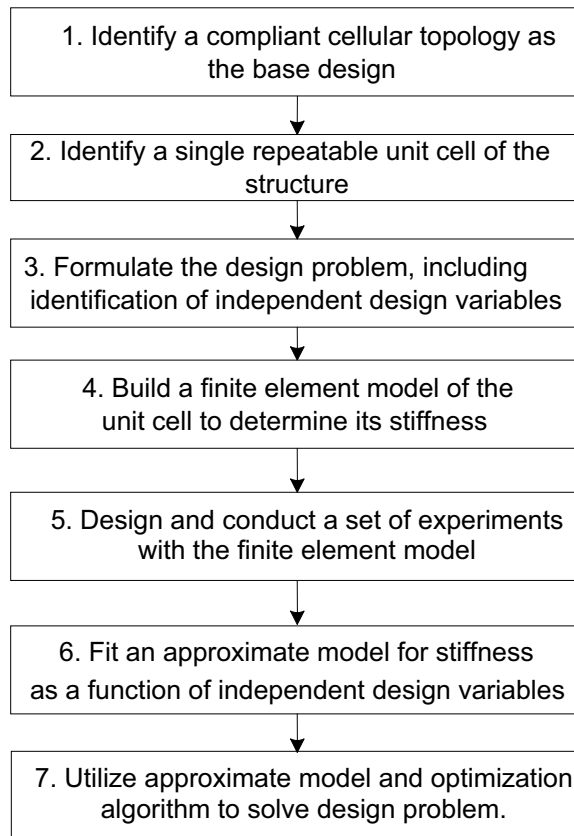 1. Identify a compliant cellular topology as
the base design
2. Identify a single repeatable unit cell of the
structure
3. Formulate the design problem, including
identification of independent design variables
4. Build a finite element model of the
unit cell to determine its stiffness
5. Design and conduct a set of experiments
with the finite element model
6. Fit an approximate model for stiffness
as a function of independent design variables
7. Utilize approximate model and optimization
algorithm to solve design problem.